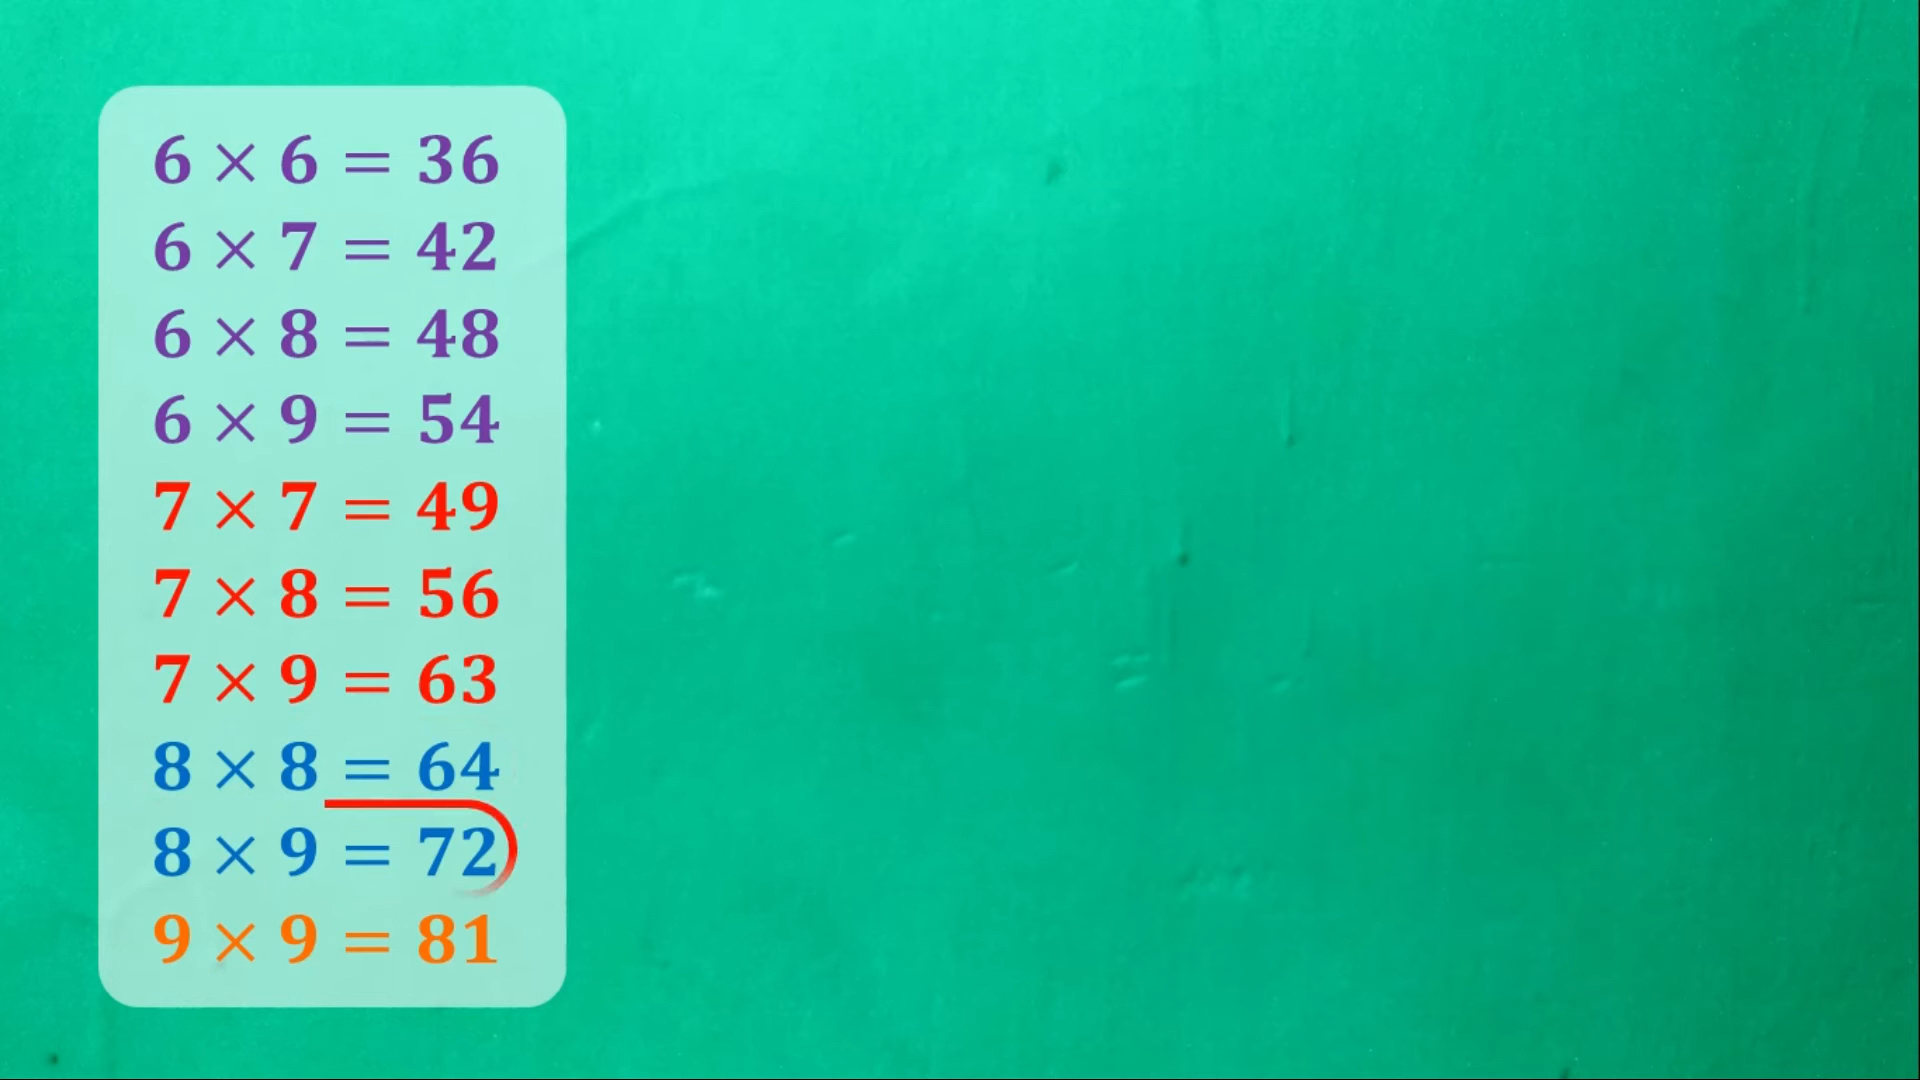 6 × 6 = 36
6 × 7 = 42
6 × 8 = 48
6 × 9 = 54
7 × 7 = 49
7 × 8 = 56
7 × 9 = 63
8 × 8 = 64
8 × 9 = 72
9 × 9 = 81